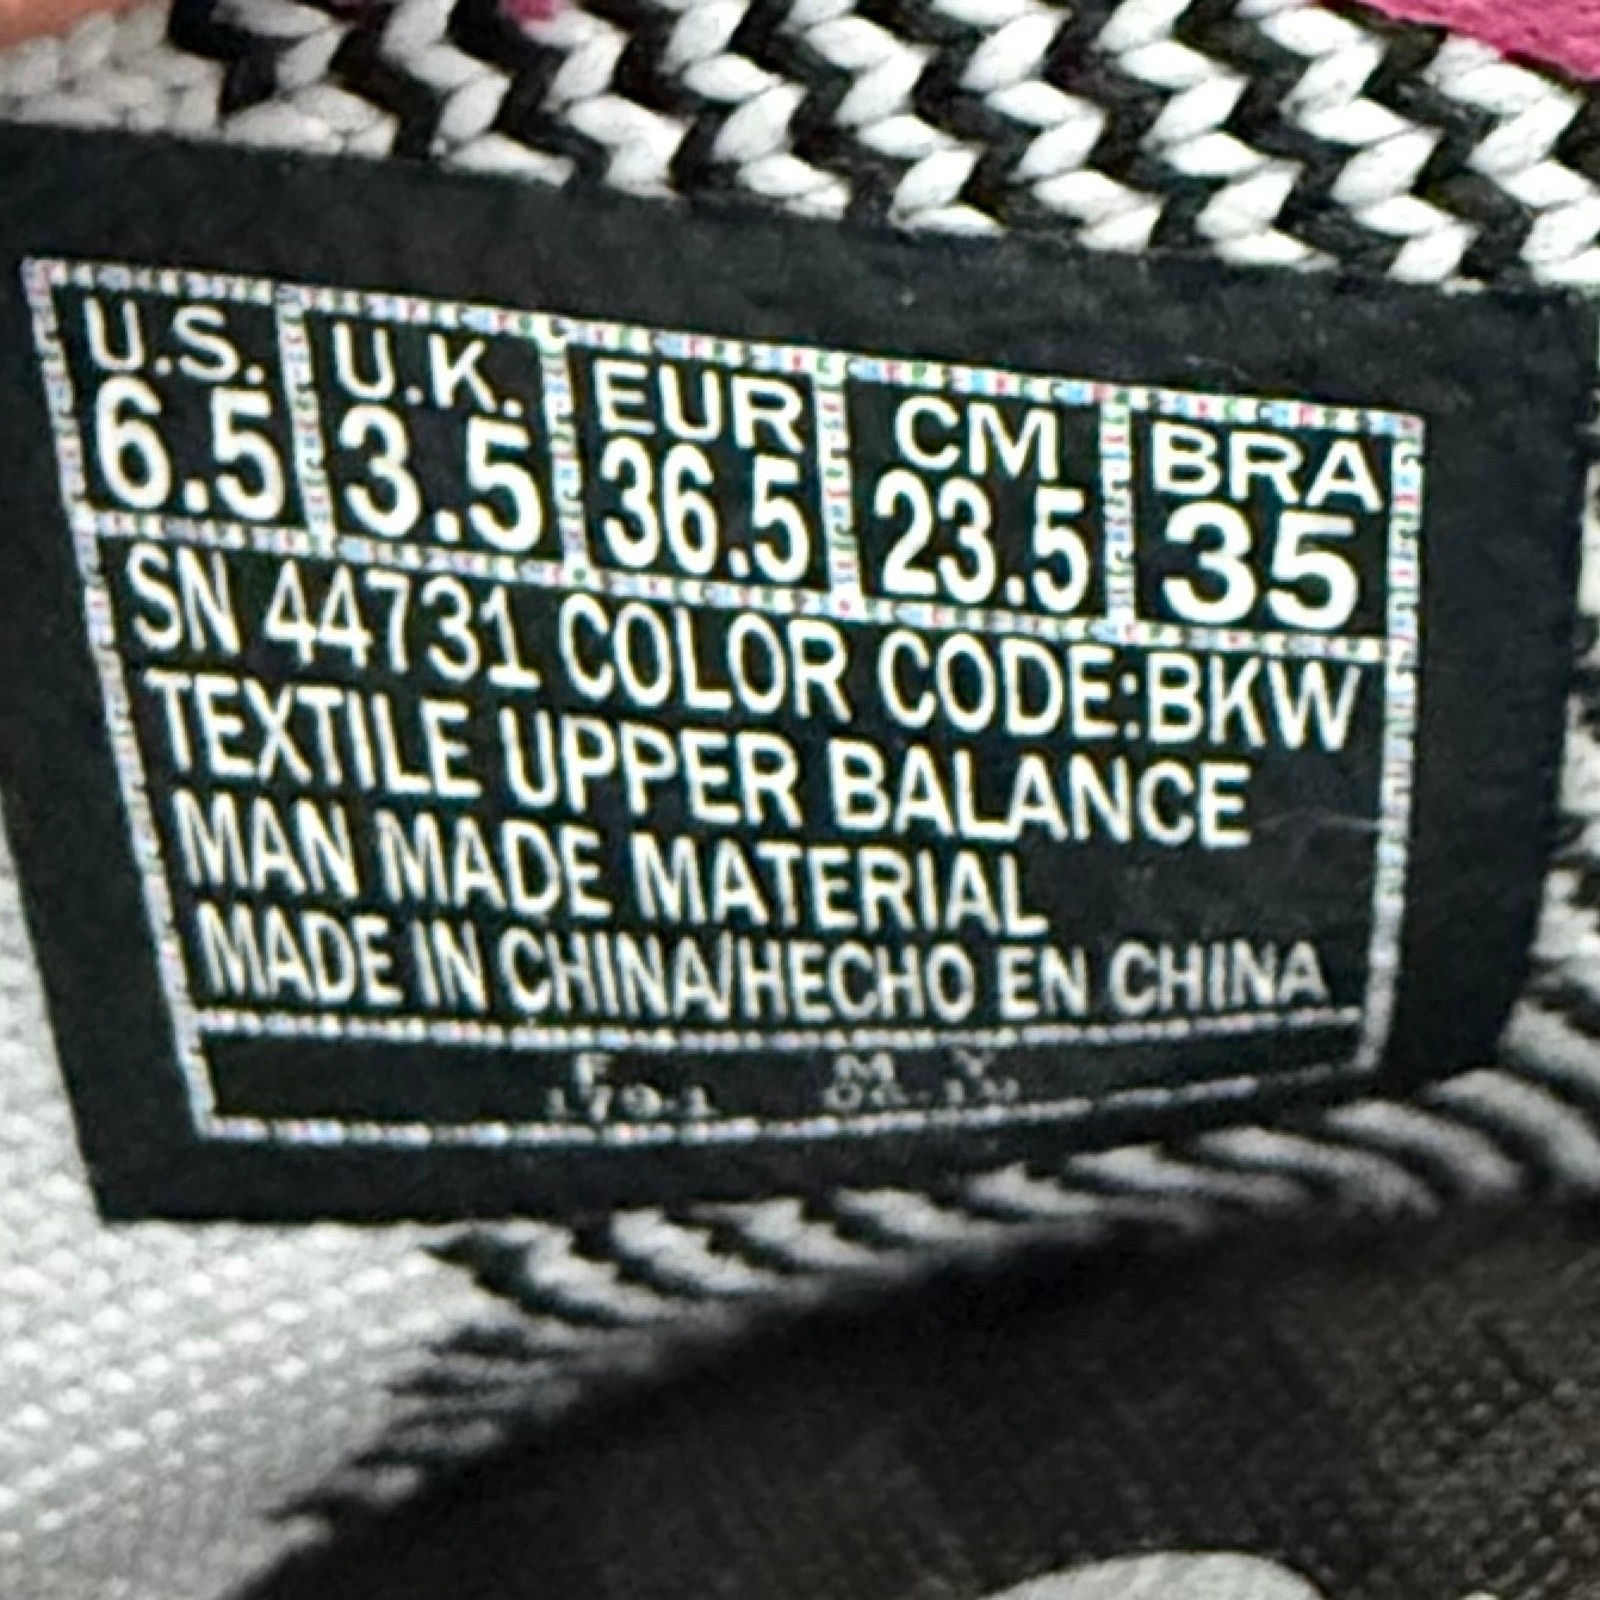 U.S. U.K. EUR CM BRA
6.5 3.5 36.5 23.5 35
SN 44731 COLOR CODE:BKW
TEXTILE UPPER BALANCE
MAN MADE MATERIAL
MADE IN CHINA/HECHO EN CHINA
F M Y